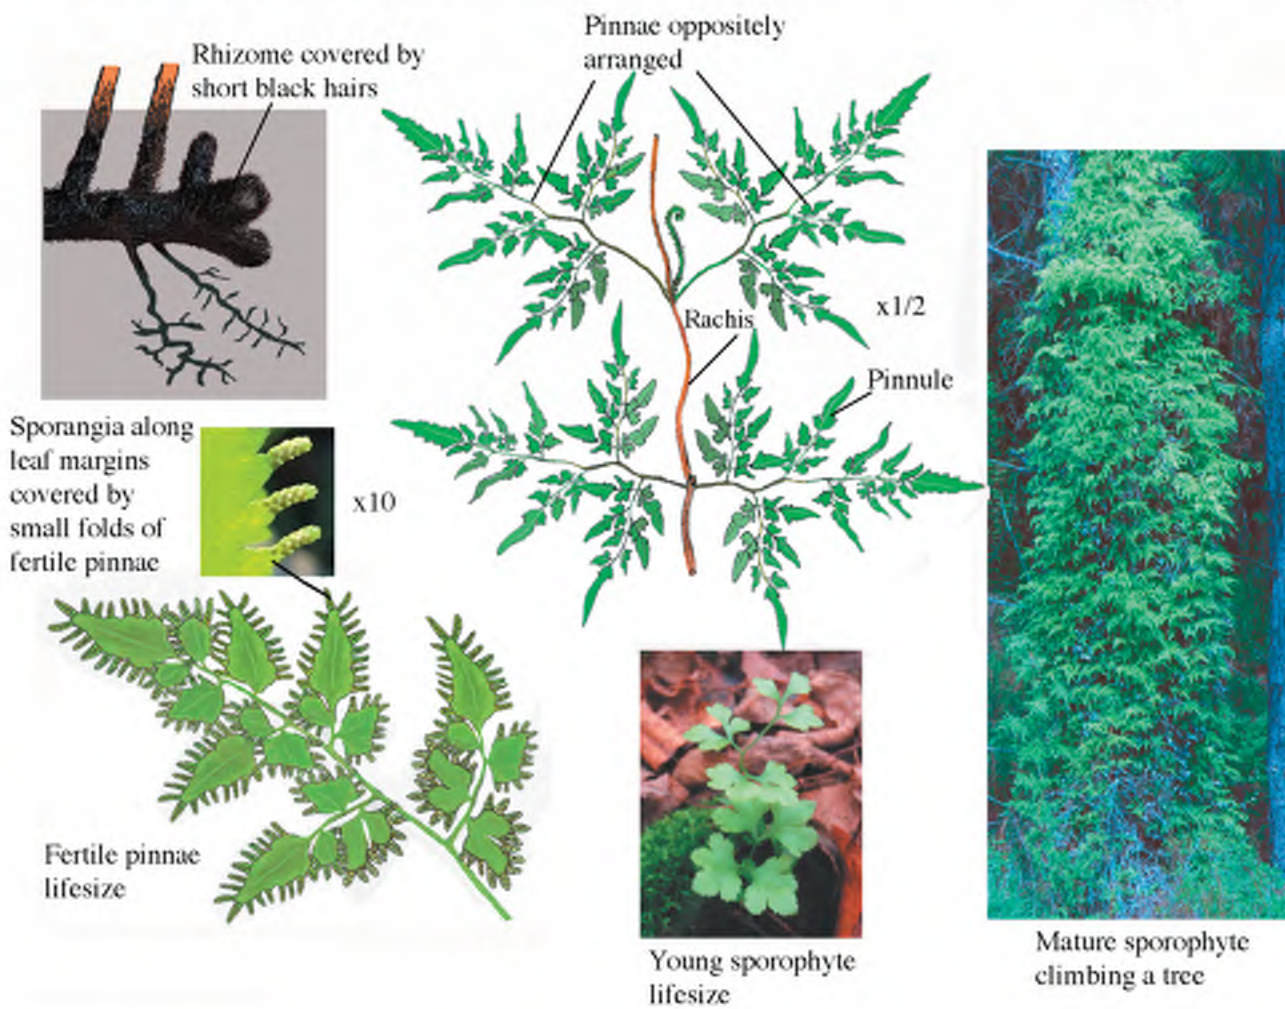 Pinnae oppositely
arranged
Rhizome covered by
short black hairs
x1/2
Rachis
Pinnule
Sporangia along
leaf margins
covered by
small folds of
fertile pinnae
x10
Fertile pinnae
lifesize
Young sporophyte
lifesize
Mature sporophyte
climbing a tree